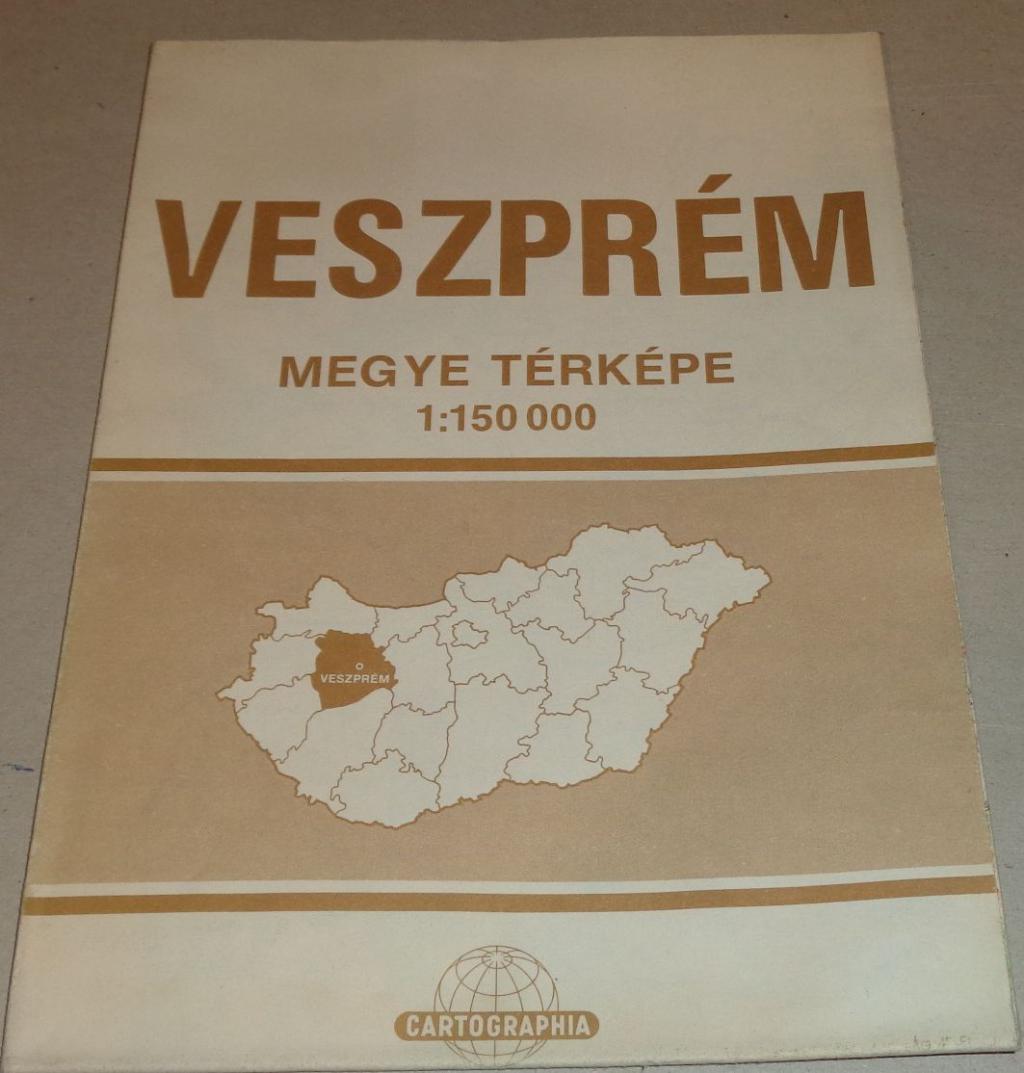 VESZPRÉM
MEGYE TÉRKÉPE
1:150 000
VESZPRÉM
CARTOGRAPHIA